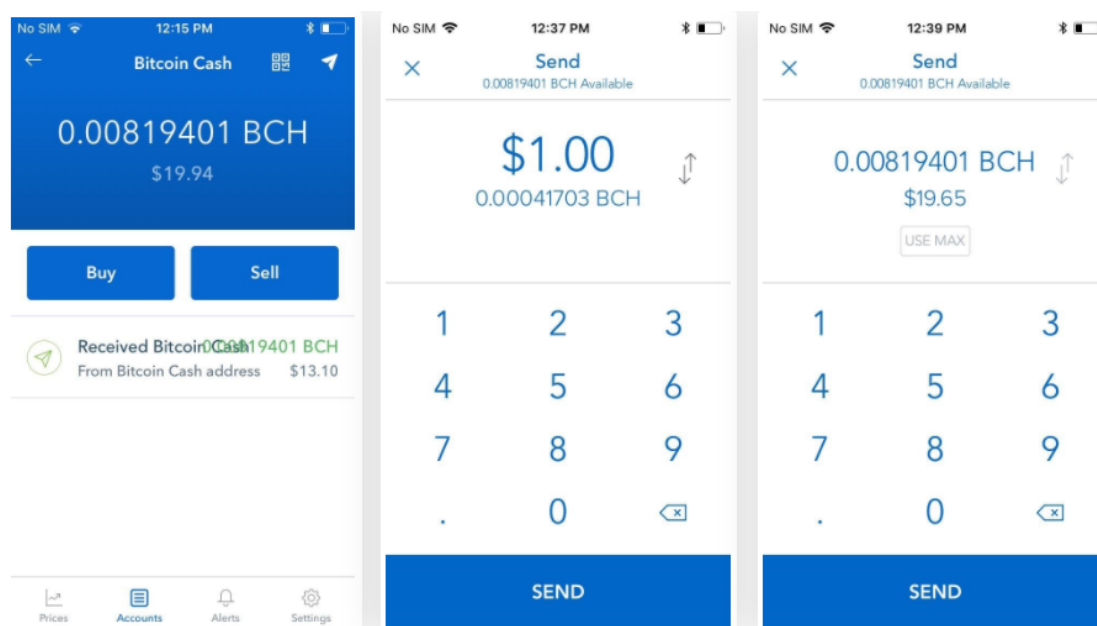 No SIM 12:15 PM
Bitcoin Cash
0.00819401 BCH
$19.94
Buy Sell
Received Bitcoin Cash 0.00819401 BCH
From Bitcoin Cash address $13.10
Prices Accounts Alerts Settings
No SIM 12:37 PM
Send
0.00819401 BCH Available
$1.00
0.00041703 BCH
1 2 3
4 5 6
7 8 9
. 0
SEND
No SIM 12:39 PM
Send
0.00819401 BCH Available
0.00819401 BCH
$19.65
USE MAX
1 2 3
4 5 6
7 8 9
. 0
SEND